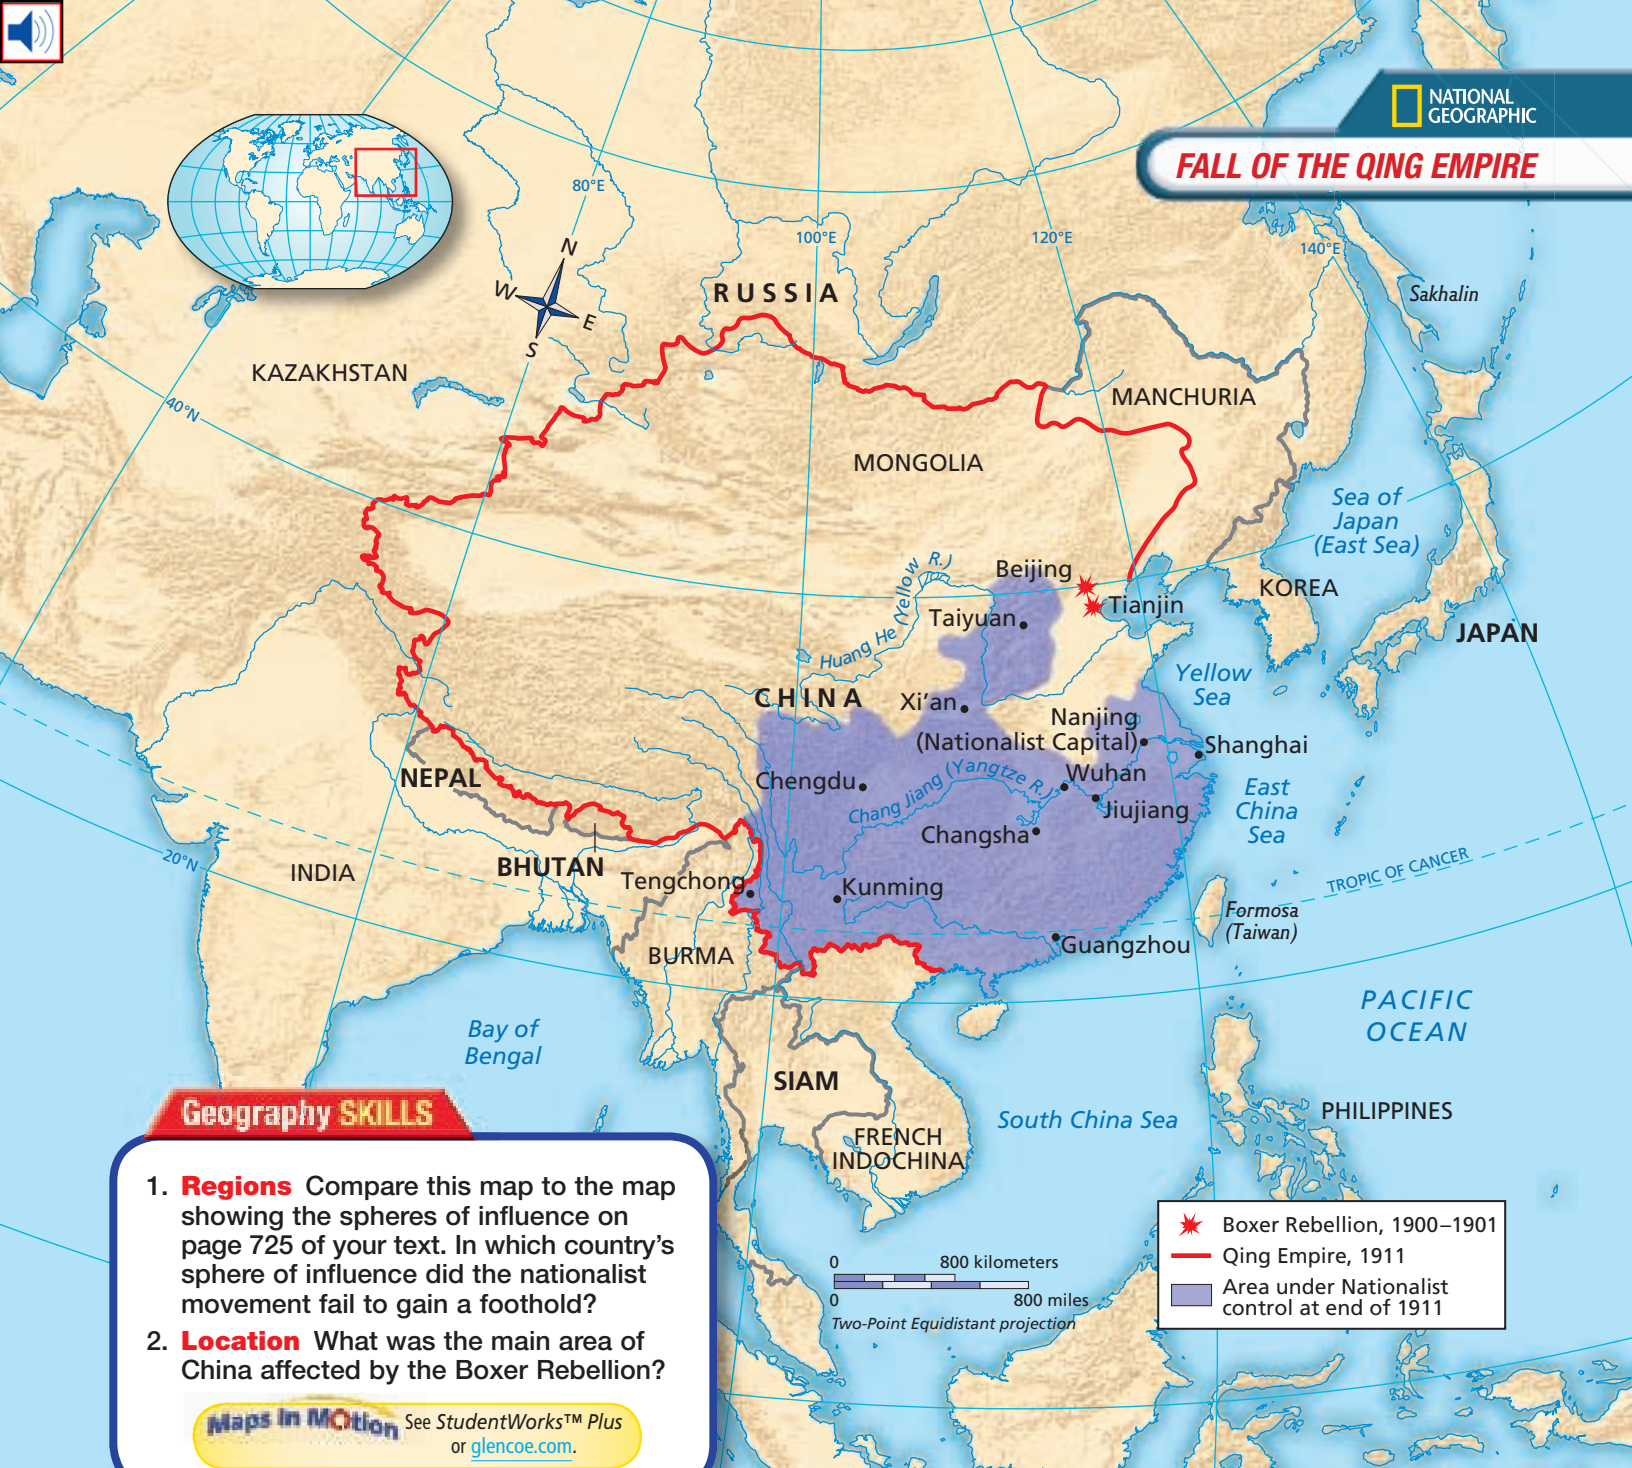 NATIONAL
GEOGRAPHIC
FALL OF THE QING EMPIRE
80°E
100°E
120°E
140°E
N
W
E
S
RUSSIA
Sakhalin
KAZAKHSTAN
MANCHURIA
40°N
MONGOLIA
Sea of
Japan
(East Sea)
Huang He (Yellow R.)
Beijing
KOREA
Tianjin
Taiyuan
JAPAN
Yellow
Sea
CHINA
Xi'an
Nanjing
(Nationalist Capital)
Shanghai
NEPAL
Chengdu
Chang Jiang (Yangtze R.)
Wuhan
East
China
Sea
Jiujiang
Changsha
20°N
INDIA
BHUTAN
TROPIC OF CANCER
Tengchong
Kunming
Formosa
(Taiwan)
BURMA
Guangzhou
PACIFIC
OCEAN
Bay of
Bengal
SIAM
South China Sea
PHILIPPINES
FRENCH
INDOCHINA
Geography SKILLS
1. Regions Compare this map to the map
showing the spheres of influence on
page 725 of your text. In which country's
sphere of influence did the nationalist
movement fail to gain a foothold?
2. Location What was the main area of
China affected by the Boxer Rebellion?
Maps In Motion See StudentWorks™ Plus
or glencoe.com.
0 800 kilometers
0 800 miles
Two-Point Equidistant projection
Boxer Rebellion, 1900–1901
Qing Empire, 1911
Area under Nationalist
control at end of 1911